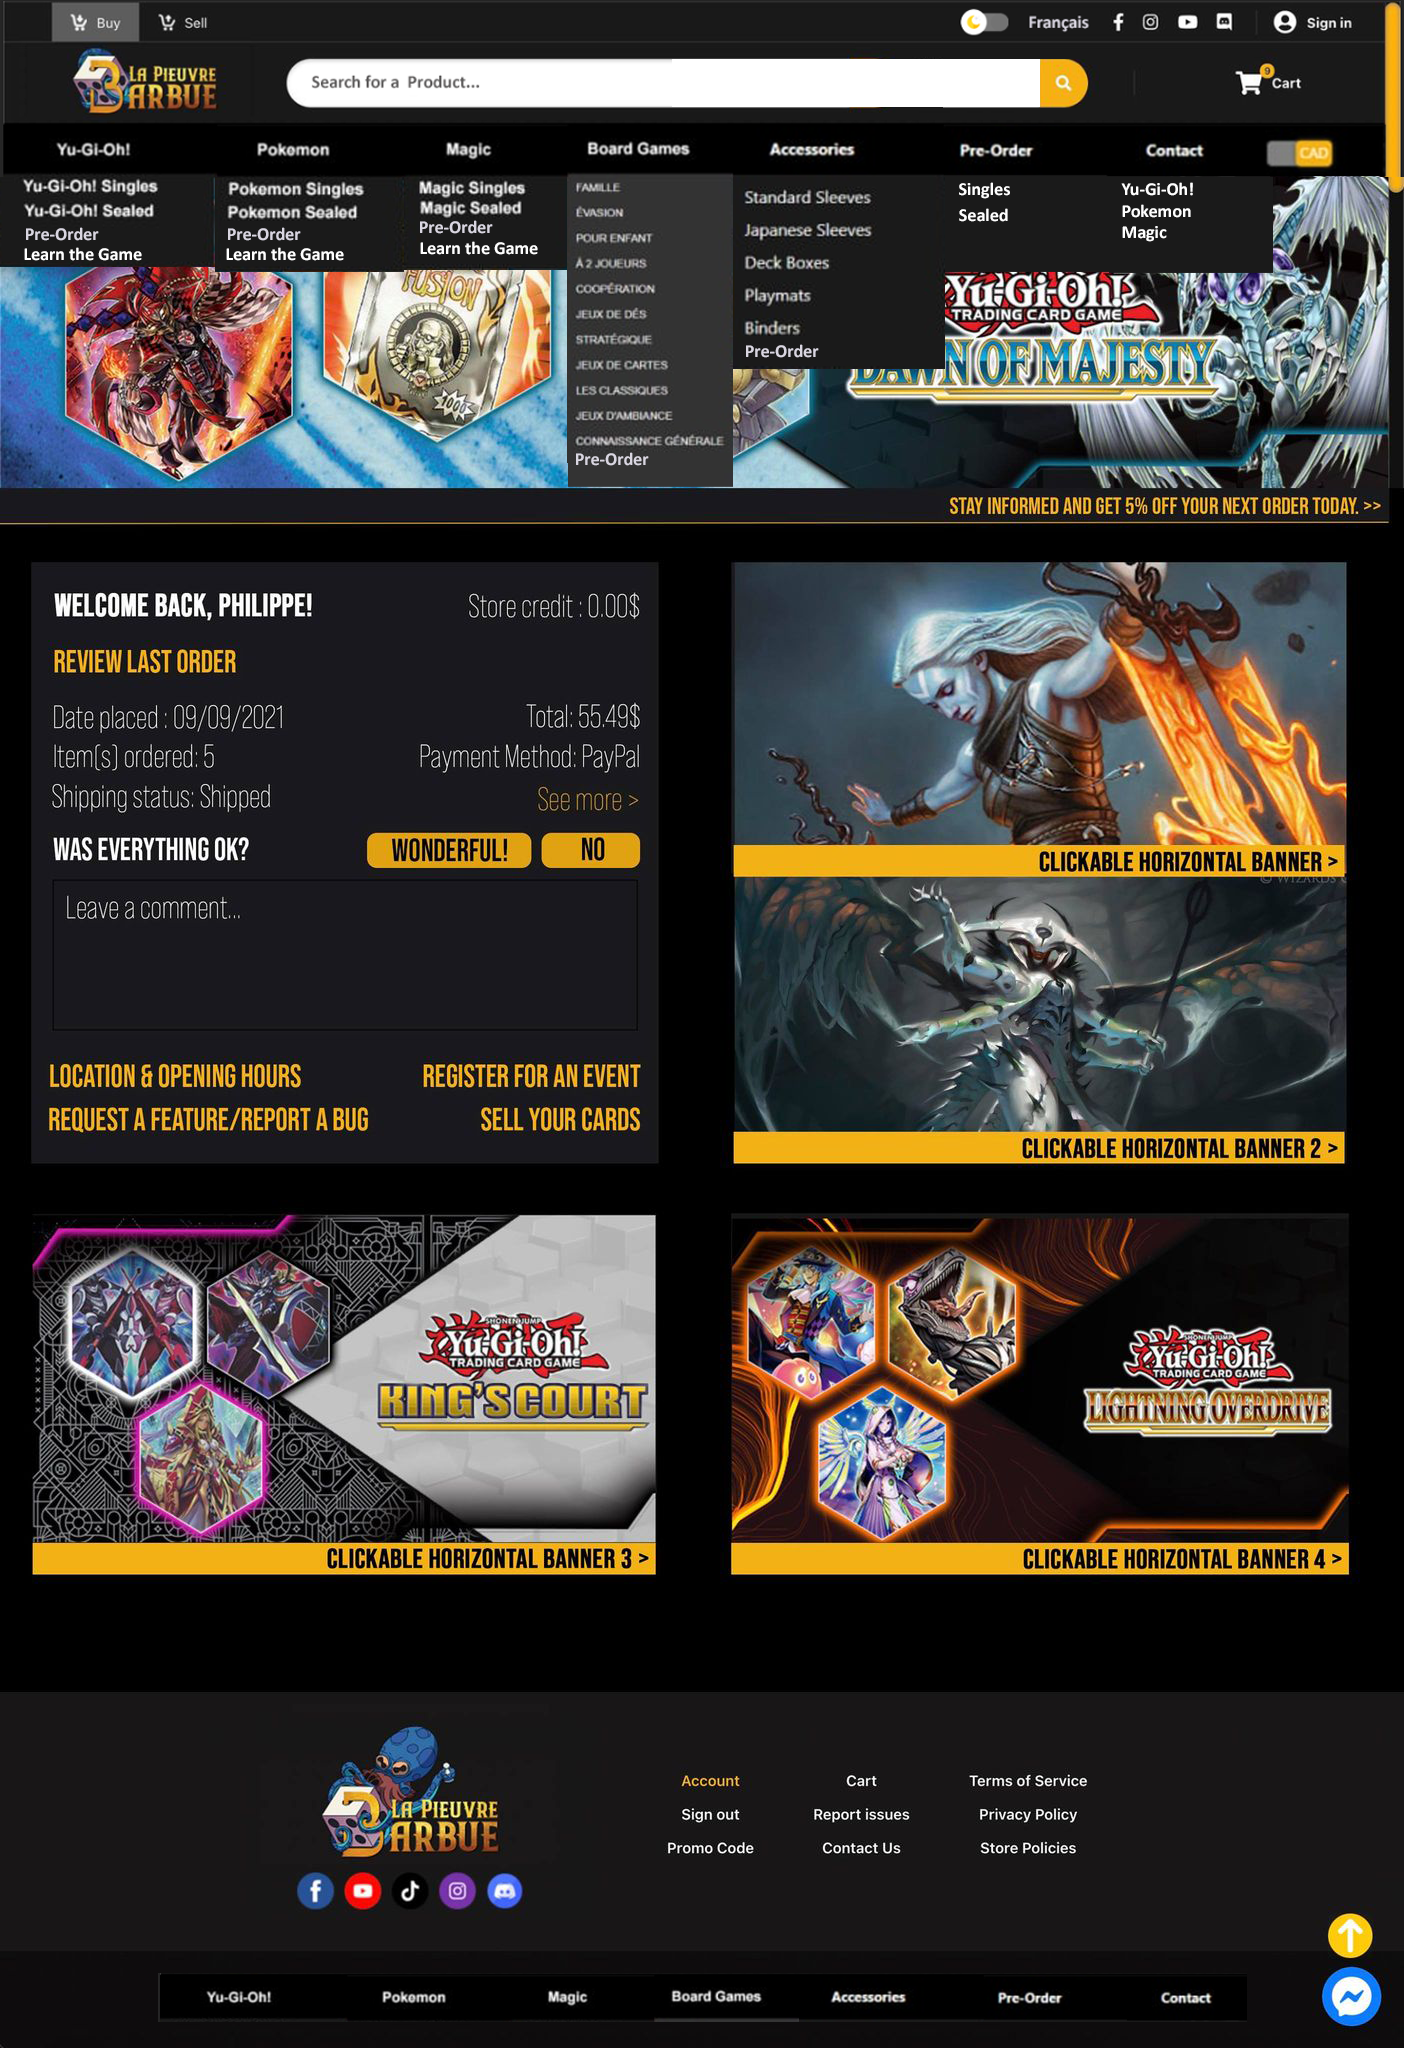 Buy
Sell
Français
Sign in
LA PIEUVRE
BARBUE
Search for a Product...
9
Cart
Yu-Gi-Oh!
Pokemon
Magic
Board Games
Accessories
Pre-Order
Contact
CAD
Yu-Gi-Oh! Singles
Yu-Gi-Oh! Sealed
Pre-Order
Learn the Game
Pokemon Singles
Pokemon Sealed
Pre-Order
Learn the Game
Magic Singles
Magic Sealed
Pre-Order
Learn the Game
FAMILLE
ÉVASION
POUR ENFANT
À 2 JOUEURS
COOPÉRATION
JEUX DE DÉS
STRATÉGIQUE
JEUX DE CARTES
LES CLASSIQUES
JEUX D'AMBIANCE
CONNAISSANCE GÉNÉRALE
Pre-Order
Standard Sleeves
Japanese Sleeves
Deck Boxes
Playmats
Binders
Pre-Order
Singles
Sealed
Yu-Gi-Oh!
Pokemon
Magic
FUSION
1000
Yu-Gi-Oh!
TRADING CARD GAME
DAWN OF MAJESTY
STAY INFORMED AND GET 5% OFF YOUR NEXT ORDER TODAY. >>
WELCOME BACK, PHILIPPE!
Store credit : 0.00$
REVIEW LAST ORDER
Date placed : 09/09/2021
Total: 55.49$
Item(s) ordered: 5
Payment Method: PayPal
Shipping status: Shipped
See more >
WAS EVERYTHING OK?
WONDERFUL!
NO
Leave a comment...
LOCATION & OPENING HOURS
REGISTER FOR AN EVENT
REQUEST A FEATURE/REPORT A BUG
SELL YOUR CARDS
CLICKABLE HORIZONTAL BANNER >
© WIZARDS
CLICKABLE HORIZONTAL BANNER 2 >
SHONEN JUMP
Yu-Gi-Oh!
TRADING CARD GAME
KING'S COURT
CLICKABLE HORIZONTAL BANNER 3 >
SHONEN JUMP
Yu-Gi-Oh!
TRADING CARD GAME
LIGHTNING OVERDRIVE
CLICKABLE HORIZONTAL BANNER 4 >
LA PIEUVRE
BARBUE
Account
Cart
Terms of Service
Sign out
Report issues
Privacy Policy
Promo Code
Contact Us
Store Policies
Yu-Gi-Oh!
Pokemon
Magic
Board Games
Accessories
Pre-Order
Contact